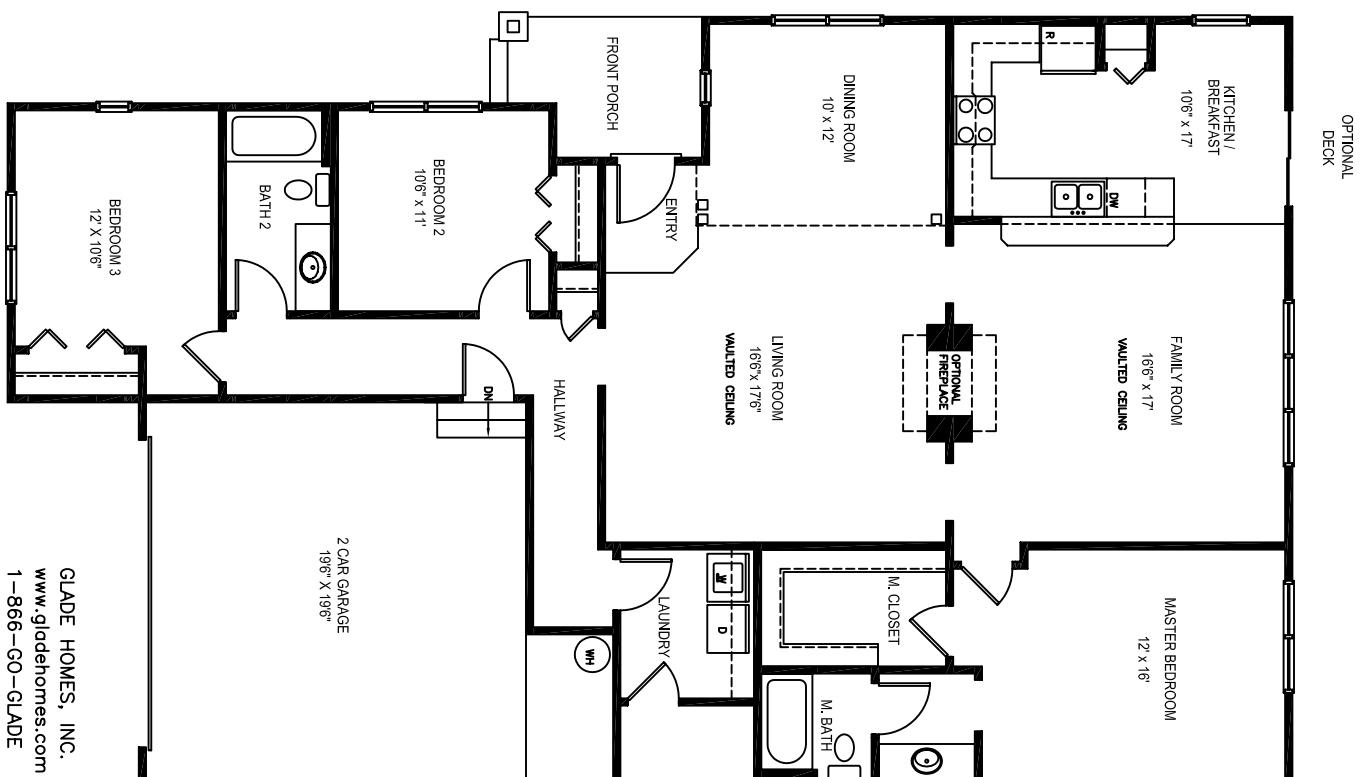 OPTIONAL
DECK
KITCHEN /
BREAKFAST
10'6" x 17'
R
DW
DINING ROOM
10' x 12'
FRONT PORCH
ENTRY
BEDROOM 2
10'6" x 11'
BATH 2
BEDROOM 3
12' X 10'6"
FAMILY ROOM
16'6" x 17'
VAULTED CEILING
OPTIONAL
FIREPLACE
LIVING ROOM
16'6" x 17'6"
VAULTED CEILING
HALLWAY
DN
MASTER BEDROOM
12' x 16'
M. CLOSET
M. BATH
W
D
LAUNDRY
WH
2 CAR GARAGE
19'6" X 19'6"
GLADE HOMES, INC.
www.gladehomes.com
1-866-GO-GLADE